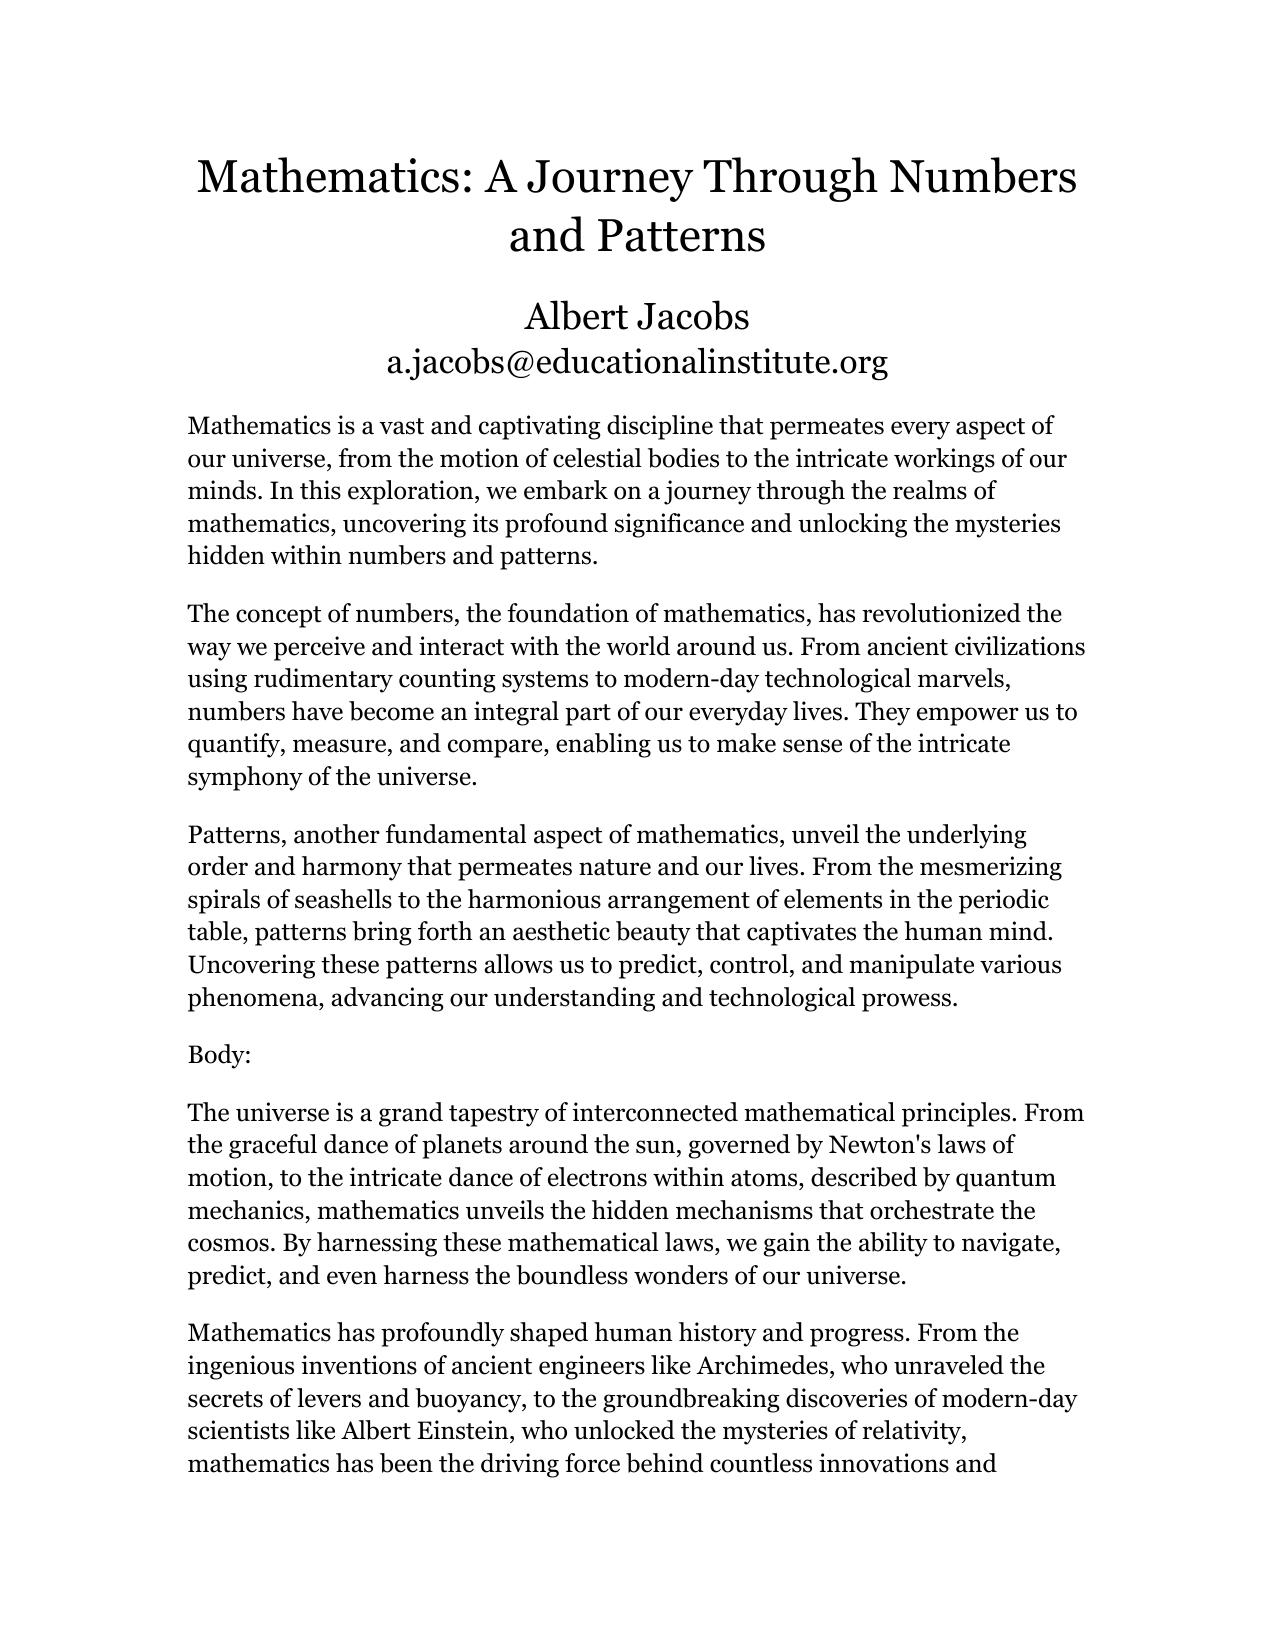 Mathematics: A Journey Through Numbers
and Patterns
Albert Jacobs
a.jacobs@educationalinstitute.org
Mathematics is a vast and captivating discipline that permeates every aspect of
our universe, from the motion of celestial bodies to the intricate workings of our
minds. In this exploration, we embark on a journey through the realms of
mathematics, uncovering its profound significance and unlocking the mysteries
hidden within numbers and patterns.
The concept of numbers, the foundation of mathematics, has revolutionized the
way we perceive and interact with the world around us. From ancient civilizations
using rudimentary counting systems to modern-day technological marvels,
numbers have become an integral part of our everyday lives. They empower us to
quantify, measure, and compare, enabling us to make sense of the intricate
symphony of the universe.
Patterns, another fundamental aspect of mathematics, unveil the underlying
order and harmony that permeates nature and our lives. From the mesmerizing
spirals of seashells to the harmonious arrangement of elements in the periodic
table, patterns bring forth an aesthetic beauty that captivates the human mind.
Uncovering these patterns allows us to predict, control, and manipulate various
phenomena, advancing our understanding and technological prowess.
Body:
The universe is a grand tapestry of interconnected mathematical principles. From
the graceful dance of planets around the sun, governed by Newton's laws of
motion, to the intricate dance of electrons within atoms, described by quantum
mechanics, mathematics unveils the hidden mechanisms that orchestrate the
cosmos. By harnessing these mathematical laws, we gain the ability to navigate,
predict, and even harness the boundless wonders of our universe.
Mathematics has profoundly shaped human history and progress. From the
ingenious inventions of ancient engineers like Archimedes, who unraveled the
secrets of levers and buoyancy, to the groundbreaking discoveries of modern-day
scientists like Albert Einstein, who unlocked the mysteries of relativity,
mathematics has been the driving force behind countless innovations and